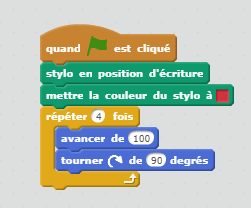 quand est cliqué
stylo en position d'écriture
mettre la couleur du stylo à
répéter 4 fois
avancer de 100
tourner de 90 degrés